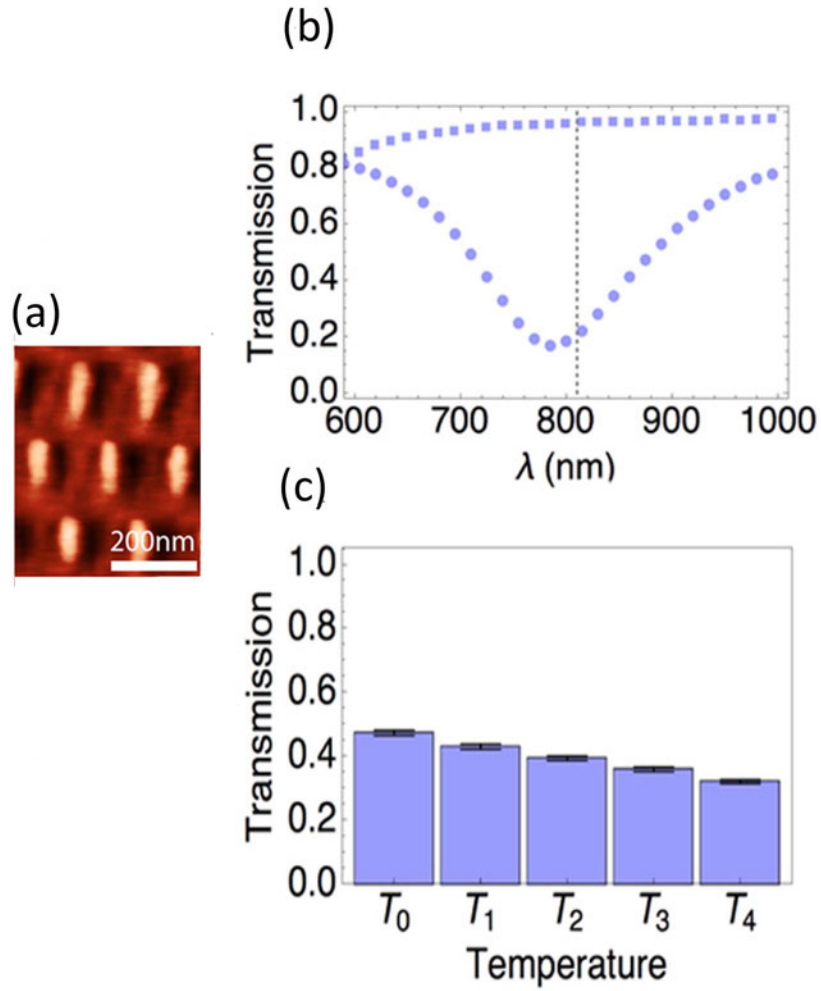 (b)
1.0
0.8
0.6
0.4
0.2
0.0
Transmission
600 700 800 900 1000
λ (nm)
(a)
200nm
(c)
1.0
0.8
0.6
0.4
0.2
0.0
Transmission
T0 T1 T2 T3 T4
Temperature